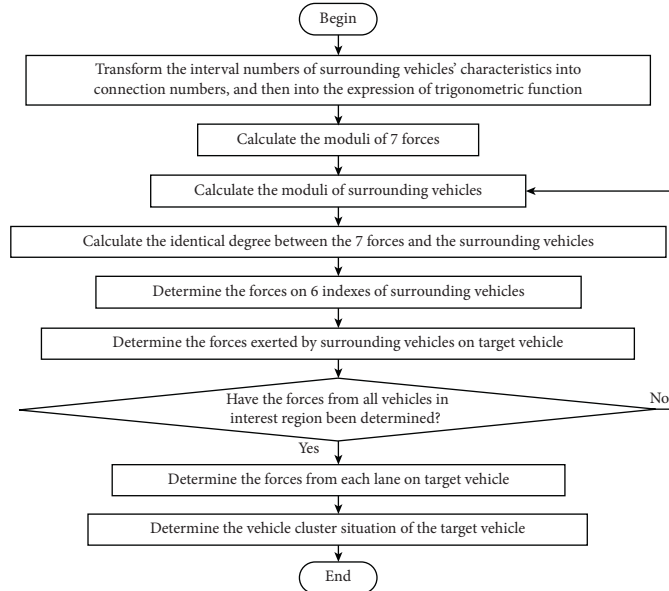 Begin
Transform the interval numbers of surrounding vehicles’ characteristics into
connection numbers, and then into the expression of trigonometric function
Calculate the moduli of 7 forces
Calculate the moduli of surrounding vehicles
Calculate the identical degree between the 7 forces and the surrounding vehicles
Determine the forces on 6 indexes of surrounding vehicles
Determine the forces exerted by surrounding vehicles on target vehicle
Have the forces from all vehicles in
interest region been determined?
No
Yes
Determine the forces from each lane on target vehicle
Determine the vehicle cluster situation of the target vehicle
End